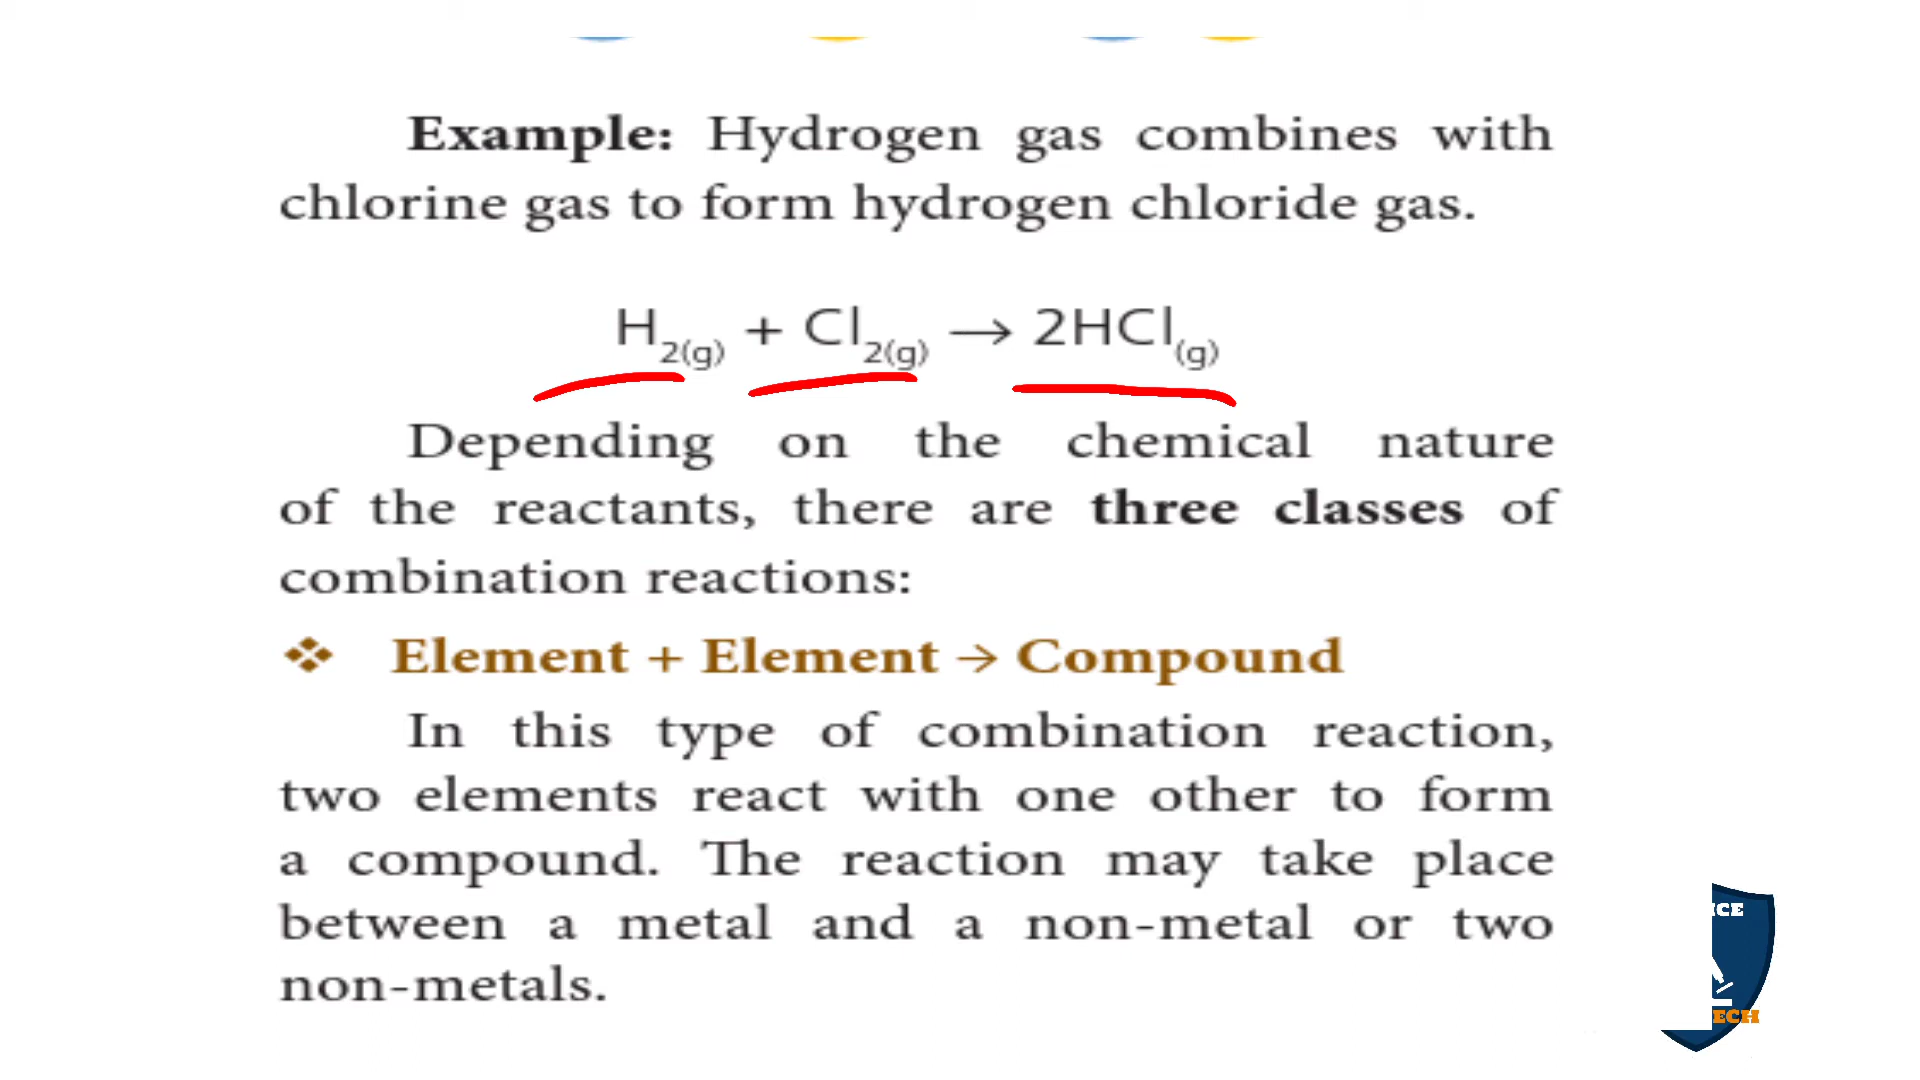 Example: Hydrogen gas combines with
chlorine gas to form hydrogen chloride gas.
H₂(g) + Cl₂(g) → 2HCl(g)
Depending on the chemical nature
of the reactants, there are three classes of
combination reactions:
❖ Element + Element → Compound
In this type of combination reaction,
two elements react with one other to form
a compound. The reaction may take place
between a metal and a non-metal or two
non-metals.
ICE
ECH